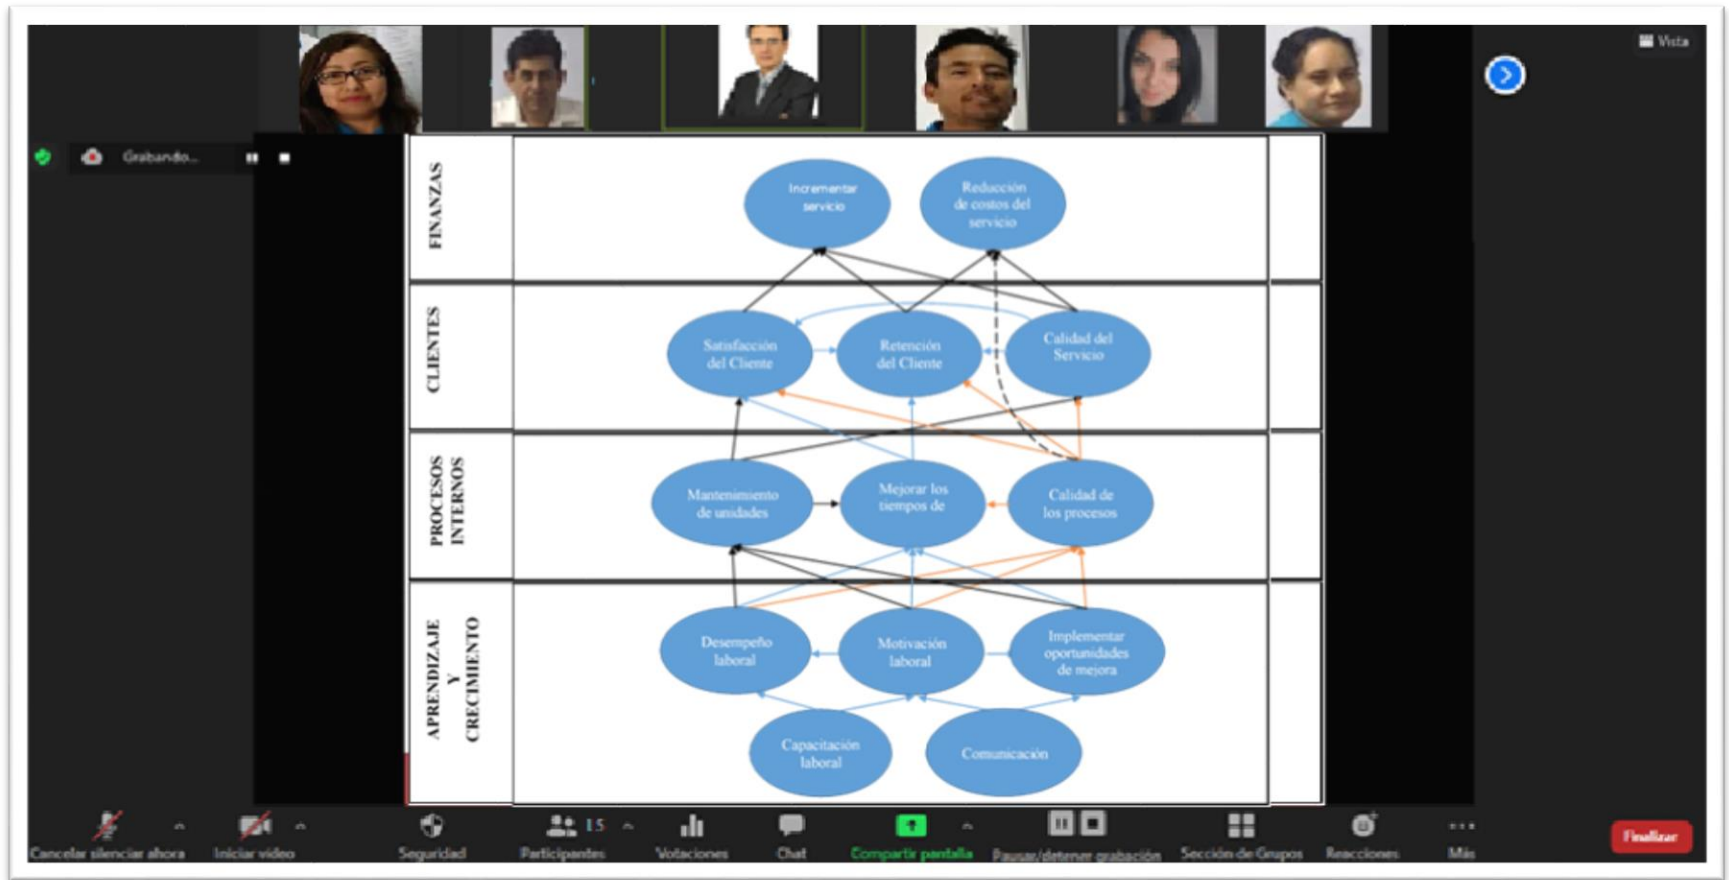 Vista
Grabando...
FINANZAS
Incrementar
servicio
Reducción
de costos del
servicio
CLIENTES
Satisfacción
del Cliente
Retención
del Cliente
Calidad del
Servicio
PROCESOS
INTERNOS
Mantenimiento
de unidades
Mejorar los
tiempos de
Calidad de
los procesos
APRENDIZAJE
Y
CRECIMIENTO
Desempeño
laboral
Motivación
laboral
Implementar
oportunidades
de mejora
Capacitación
laboral
Comunicación
15
Cancelar silenciar ahora
Iniciar video
Seguridad
Participantes
Votaciones
Chat
Compartir pantalla
Pausar/detener grabación
Sección de Grupos
Reacciones
Más
Finalizar